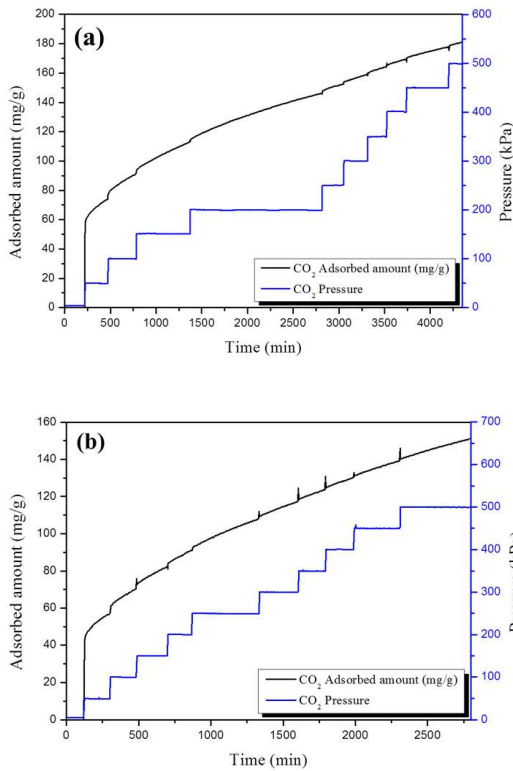 (a)
Adsorbed amount (mg/g)
200
180
160
140
120
100
80
60
40
20
0
600
500
400
300
200
100
0
Pressure (kPa)
CO2 Adsorbed amount (mg/g)
CO2 Pressure
0 500 1000 1500 2000 2500 3000 3500 4000
Time (min)
(b)
Adsorbed amount (mg/g)
160
140
120
100
80
60
40
20
0
700
600
500
400
300
200
100
0
CO2 Adsorbed amount (mg/g)
CO2 Pressure
0 500 1000 1500 2000 2500
Time (min)